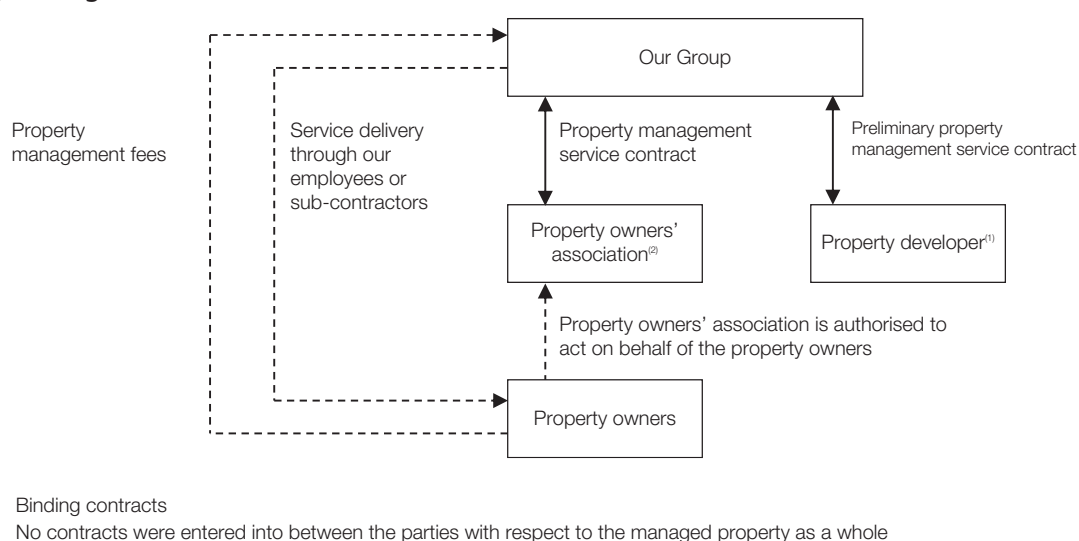 Our Group
Property
management fees
Service delivery
through our
employees or
sub-contractors
Property management
service contract
Preliminary property
management service contract
Property owners'
association(2)
Property developer(1)
Property owners' association is authorised to
act on behalf of the property owners
Property owners
Binding contracts
No contracts were entered into between the parties with respect to the managed property as a whole